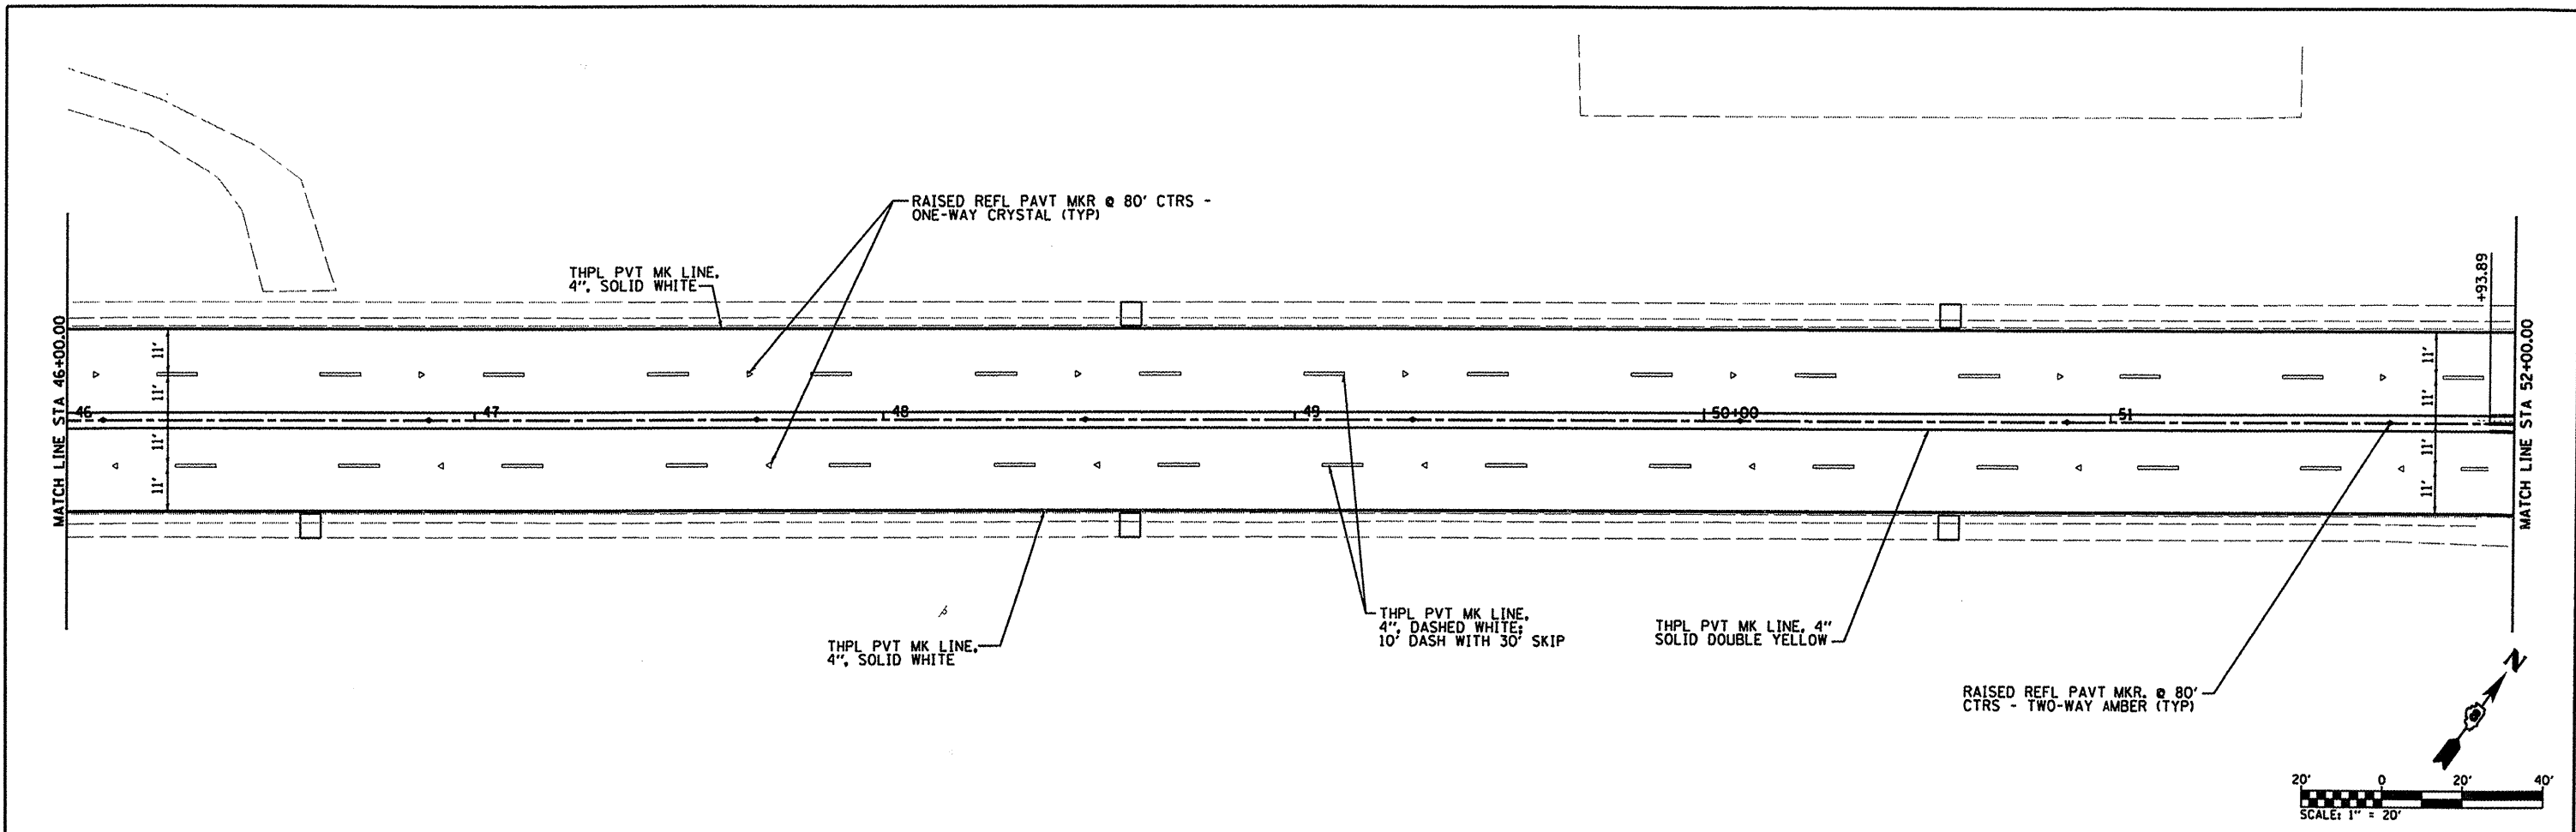 RAISED REFL PAVT MKR @ 80' CTRS -
ONE-WAY CRYSTAL (TYP)
THPL PVT MK LINE,
4", SOLID WHITE
+93.89
MATCH LINE STA 46+00.00
11'
11'
11'
11'
46
47
48
49
50+00
51
11'
11'
11'
11'
MATCH LINE STA 52+00.00
THPL PVT MK LINE,
4", SOLID WHITE
THPL PVT MK LINE,
4", DASHED WHITE;
10' DASH WITH 30' SKIP
THPL PVT MK LINE, 4"
SOLID DOUBLE YELLOW
RAISED REFL PAVT MKR. @ 80'
CTRS - TWO-WAY AMBER (TYP)
N
20' 0 20' 40'
SCALE: 1" = 20'